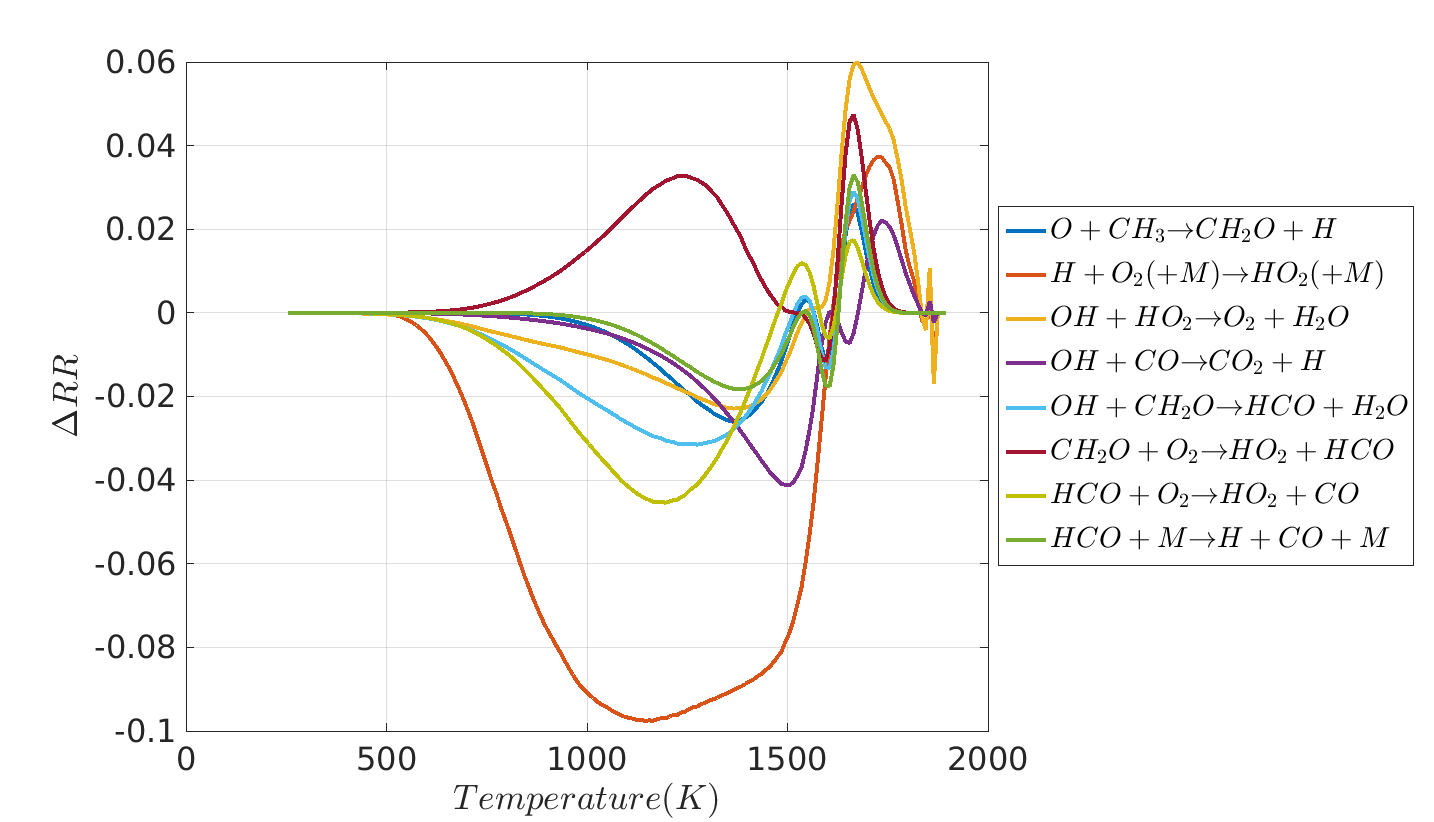 0.06
0.04
0.02
0
-0.02
-0.04
-0.06
-0.08
-0.1
0
500
1000
1500
2000
ΔRR
Temperature(K)
O + CH₃→CH₂O + H
H + O₂(+M)→HO₂(+M)
OH + HO₂→O₂ + H₂O
OH + CO→CO₂ + H
OH + CH₂O→HCO + H₂O
CH₂O + O₂→HO₂ + HCO
HCO + O₂→HO₂ + CO
HCO + M→H + CO + M